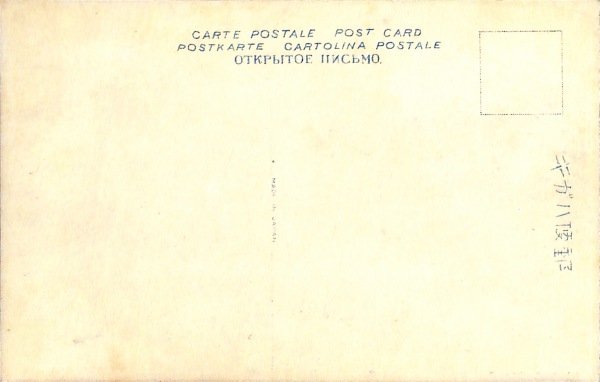 CARTE POSTALE POST CARD
POSTKARTE CARTOLINA POSTALE
ОТКРЫТОЕ ПИСЬМО.
MADE IN JAPAN